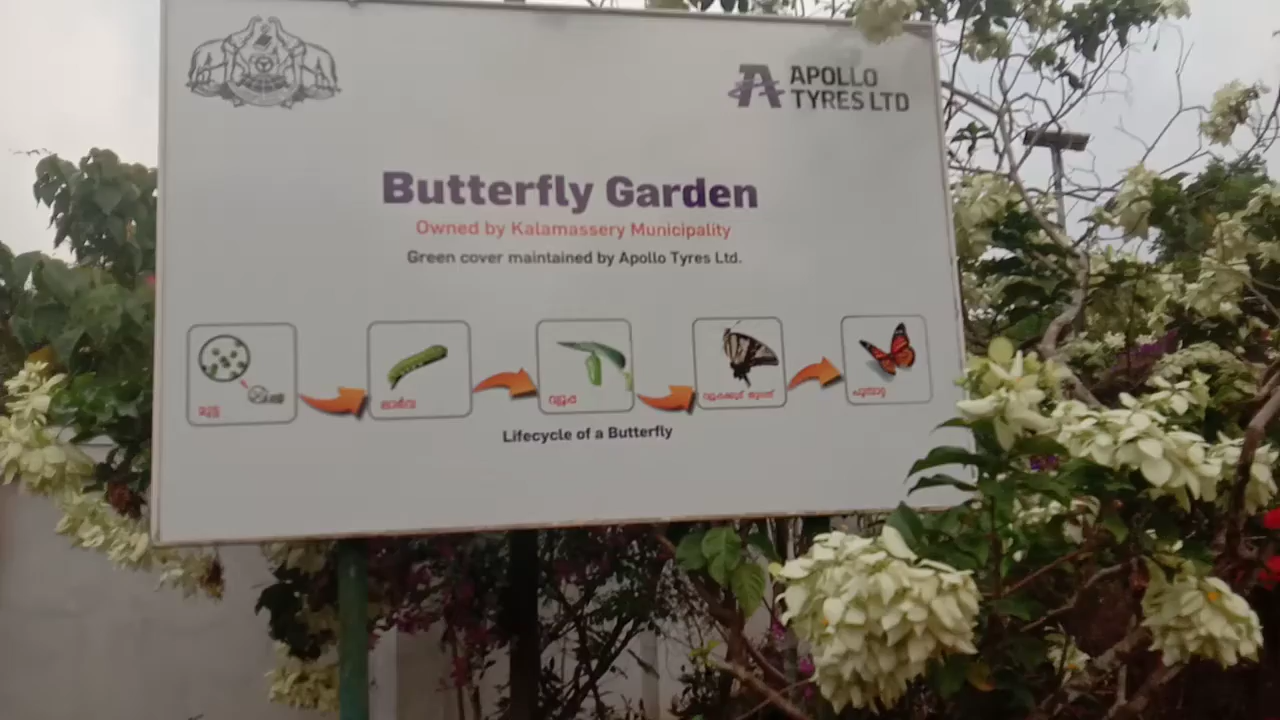 APOLLO
TYRES LTD
Butterfly Garden
Owned by Kalamassery Municipality
Green cover maintained by Apollo Tyres Ltd.
മുട്ട
ലാർവ
പ്യൂപ്പ
പൂമ്പാറ്റ
Lifecycle of a Butterfly